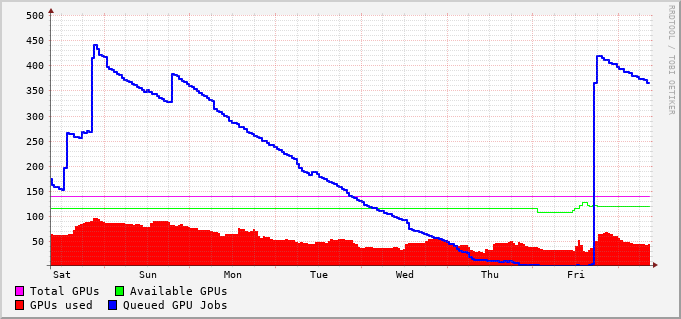 500
450
400
350
300
250
200
150
100
50
Sat Sun Mon Tue Wed Thu Fri
Total GPUs Available GPUs
GPUs used Queued GPU Jobs
RRDTOOL / TOBI OETIKER